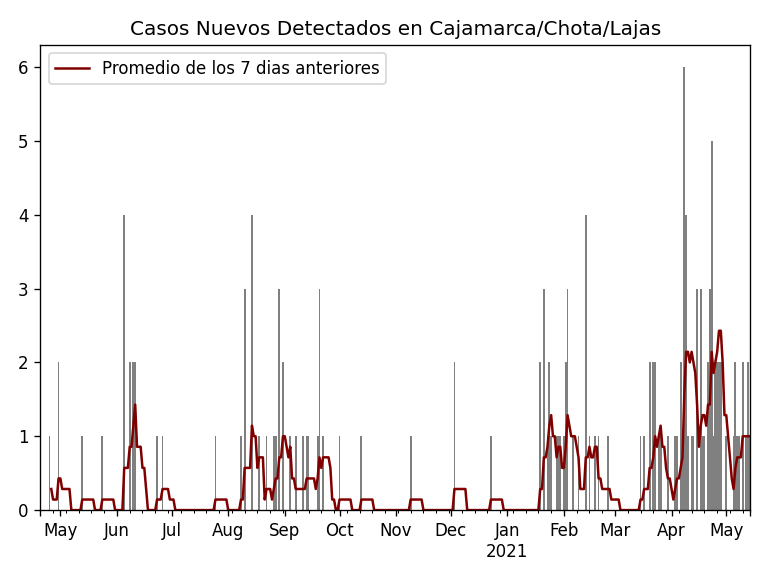 Casos Nuevos Detectados en Cajamarca/Chota/Lajas
Promedio de los 7 dias anteriores
6
5
4
3
2
1
0
May Jun Jul Aug Sep Oct Nov Dec Jan Feb Mar Apr May
2021